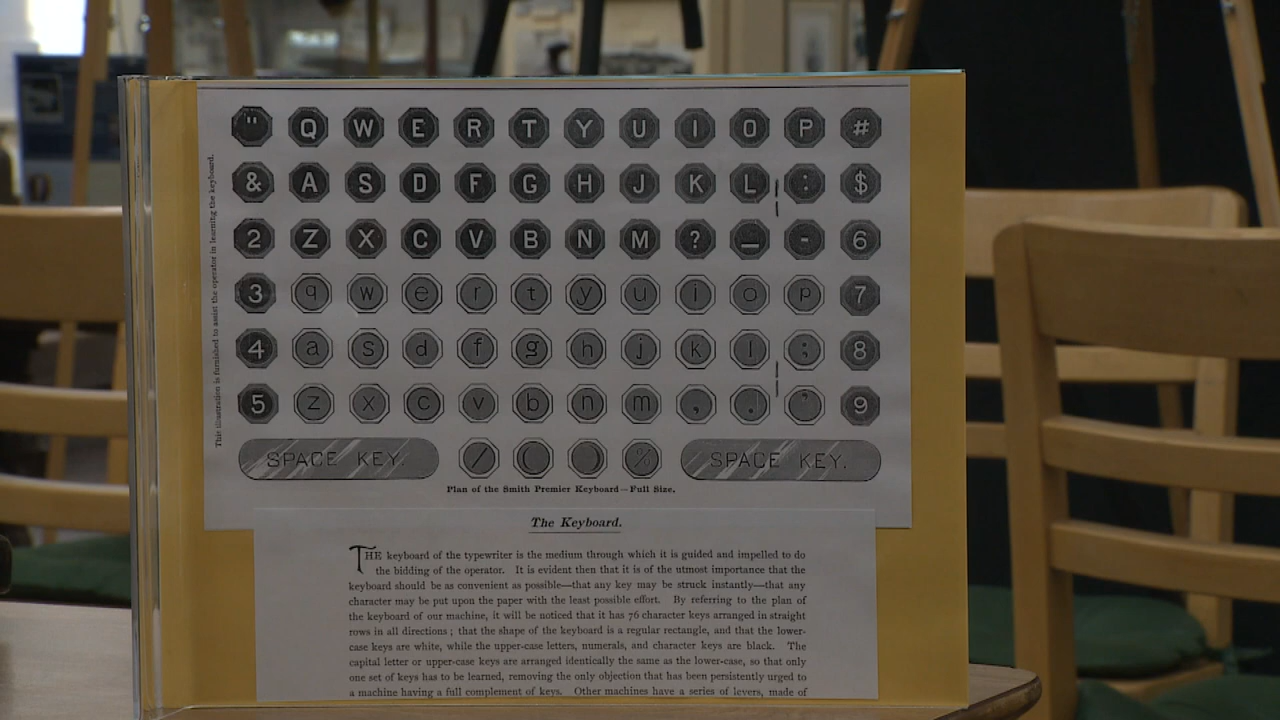 " Q W E R T Y U I O P #
& A S D F G H J K L : $
2 Z X C V B N M ? _ - 6
3 q w e r t y u i o p 7
4 a s d f g h j k l ; 8
5 z x c v b n m , . ' 9
SPACE KEY. / ( ) % SPACE KEY.
Plan of the Smith Premier Keyboard—Full Size.
This illustration is furnished to assist the operator in learning the keyboard.
The Keyboard.
THE keyboard of the typewriter is the medium through which it is guided and impelled to do
the bidding of the operator. It is evident then that it is of the utmost importance that the
keyboard should be as convenient as possible—that any key may be struck instantly—that any
character may be put upon the paper with the least possible effort. By referring to the plan of
the keyboard of our machine, it will be noticed that it has 76 character keys arranged in straight
rows in all directions; that the shape of the keyboard is a regular rectangle, and that the lower-
case keys are white, while the upper-case letters, numerals, and character keys are black. The
capital letter or upper-case keys are arranged identically the same as the lower-case, so that only
one set of keys has to be learned, removing the only objection that has been persistently urged to
a machine having a full complement of keys. Other machines have a series of levers, made of